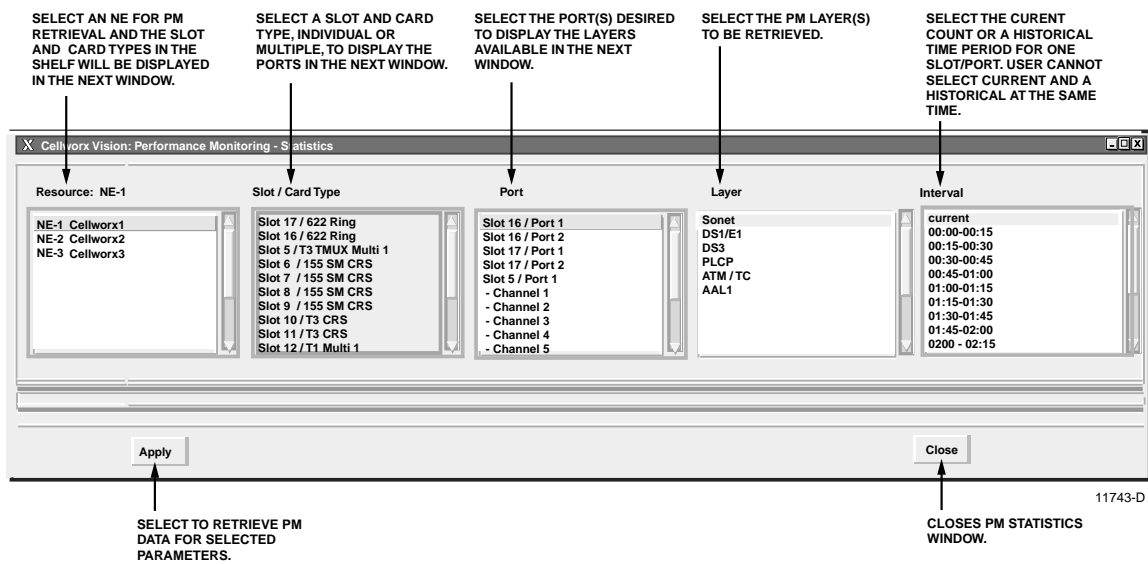 SELECT AN NE FOR PM
RETRIEVAL AND THE SLOT
AND CARD TYPES IN THE
SHELF WILL BE DISPLAYED
IN THE NEXT WINDOW.
SELECT A SLOT AND CARD
TYPE, INDIVIDUAL OR
MULTIPLE, TO DISPLAY THE
PORTS IN THE NEXT WINDOW.
SELECT THE PORT(S) DESIRED
TO DISPLAY THE LAYERS
AVAILABLE IN THE NEXT
WINDOW.
SELECT THE PM LAYER(S)
TO BE RETRIEVED.
SELECT THE CURENT
COUNT OR A HISTORICAL
TIME PERIOD FOR ONE
SLOT/PORT. USER CANNOT
SELECT CURRENT AND A
HISTORICAL AT THE SAME
TIME.
X Cellworx Vision: Performance Monitoring - Statistics
Resource: NE-1
NE-1 Cellworx1
NE-2 Cellworx2
NE-3 Cellworx3
Slot / Card Type
Slot 17 / 622 Ring
Slot 16 / 622 Ring
Slot 5 / T3 TMUX Multi 1
Slot 6 / 155 SM CRS
Slot 7 / 155 SM CRS
Slot 8 / 155 SM CRS
Slot 9 / 155 SM CRS
Slot 10 / T3 CRS
Slot 11 / T3 CRS
Slot 12 / T1 Multi 1
Port
Slot 16 / Port 1
Slot 16 / Port 2
Slot 17 / Port 1
Slot 17 / Port 2
Slot 5 / Port 1
- Channel 1
- Channel 2
- Channel 3
- Channel 4
- Channel 5
Layer
Sonet
DS1/E1
DS3
PLCP
ATM / TC
AAL1
Interval
current
00:00-00:15
00:15-00:30
00:30-00:45
00:45-01:00
01:00-01:15
01:15-01:30
01:30-01:45
01:45-02:00
0200 - 02:15
Apply
Close
11743-D
SELECT TO RETRIEVE PM
DATA FOR SELECTED
PARAMETERS.
CLOSES PM STATISTICS
WINDOW.